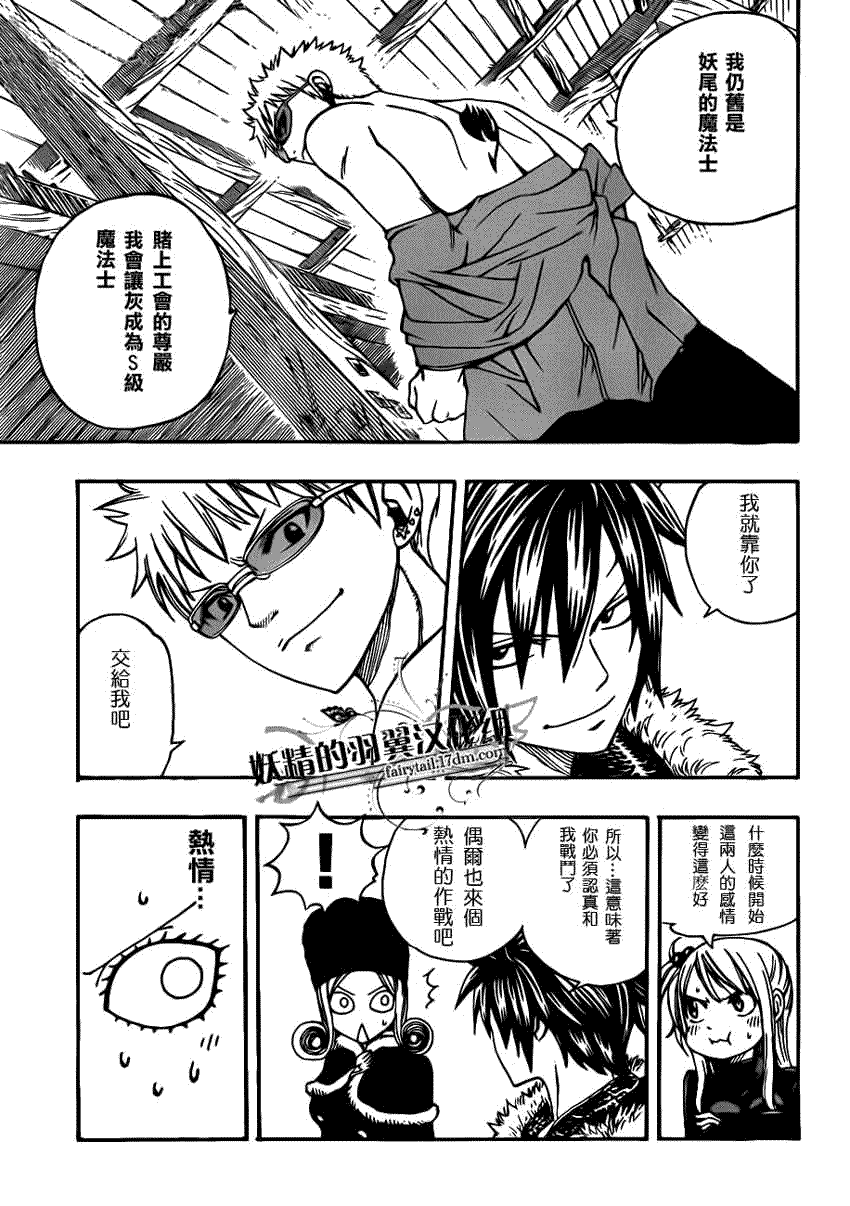 我仍舊是
妖尾的魔法士
賭上工會的尊嚴
我會讓灰成為S級
魔法士
我就靠你了
交給我吧
妖精的羽翼汉化组
fairytail.17dm.com
什麼時候開始
這兩人的感情
變得這麼好
所以…這意味著
你必須認真和
我戰鬥了
偶爾也來個
熱情的作戰吧
!
熱情…